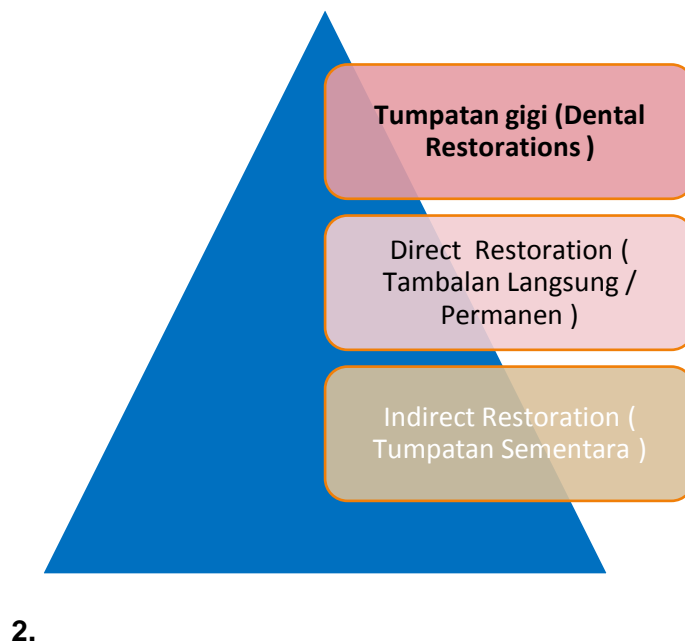 Tumpatan gigi (Dental
Restorations )
Direct  Restoration (
Tambalan Langsung /
Permanen )
Indirect Restoration (
Tumpatan Sementara )
2.